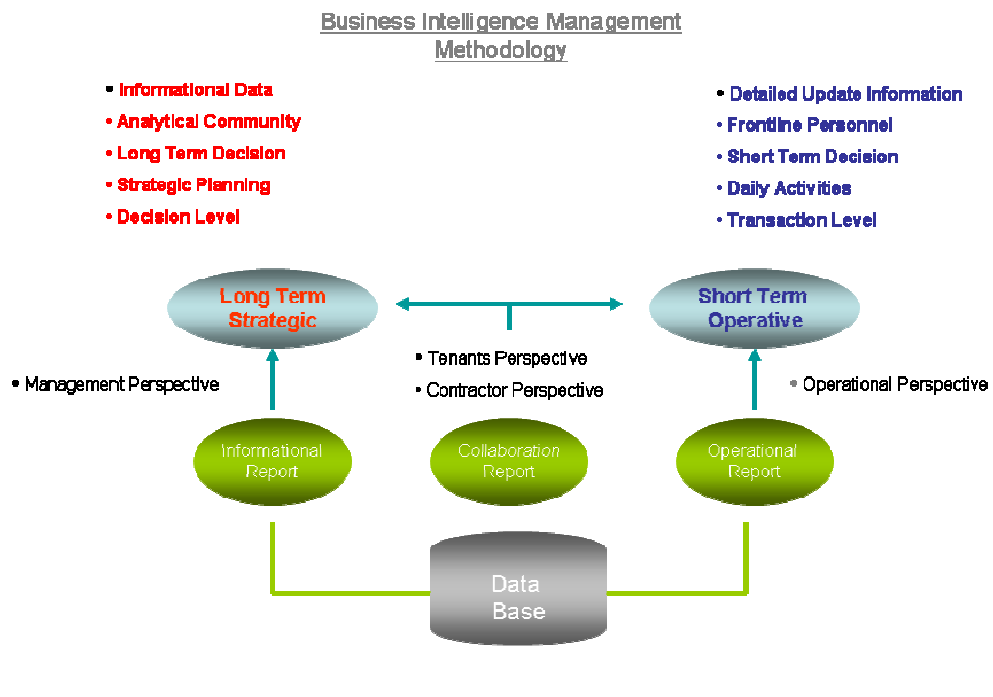 Business Intelligence Management
Methodology
• Informational Data
• Analytical Community
• Long Term Decision
• Strategic Planning
• Decision Level
• Detailed Update Information
• Frontline Personnel
• Short Term Decision
• Daily Activities
• Transaction Level
Long Term
Strategic
Short Term
Operative
• Management Perspective
• Tenants Perspective
• Contractor Perspective
• Operational Perspective
Informational
Report
Collaboration
Report
Operational
Report
Data
Base